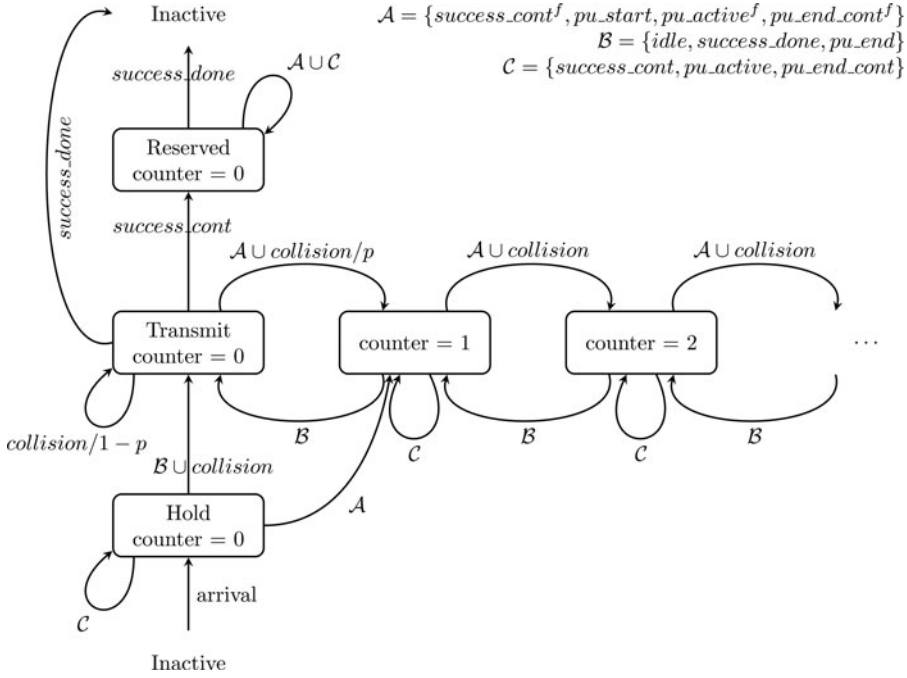 Inactive
𝒜 = {success_cont^f, pu_start, pu_active^f, pu_end_cont^f}
ℬ = {idle, success_done, pu_end}
𝒞 = {success_cont, pu_active, pu_end_cont}
success_done
𝒜 ∪ 𝒞
success_done
Reserved
counter = 0
success_cont
𝒜 ∪ collision/p
𝒜 ∪ collision
𝒜 ∪ collision
Transmit
counter = 0
counter = 1
counter = 2
...
collision/1 − p
ℬ
𝒞
ℬ
𝒞
ℬ
ℬ ∪ collision
𝒜
Hold
counter = 0
𝒞
arrival
Inactive